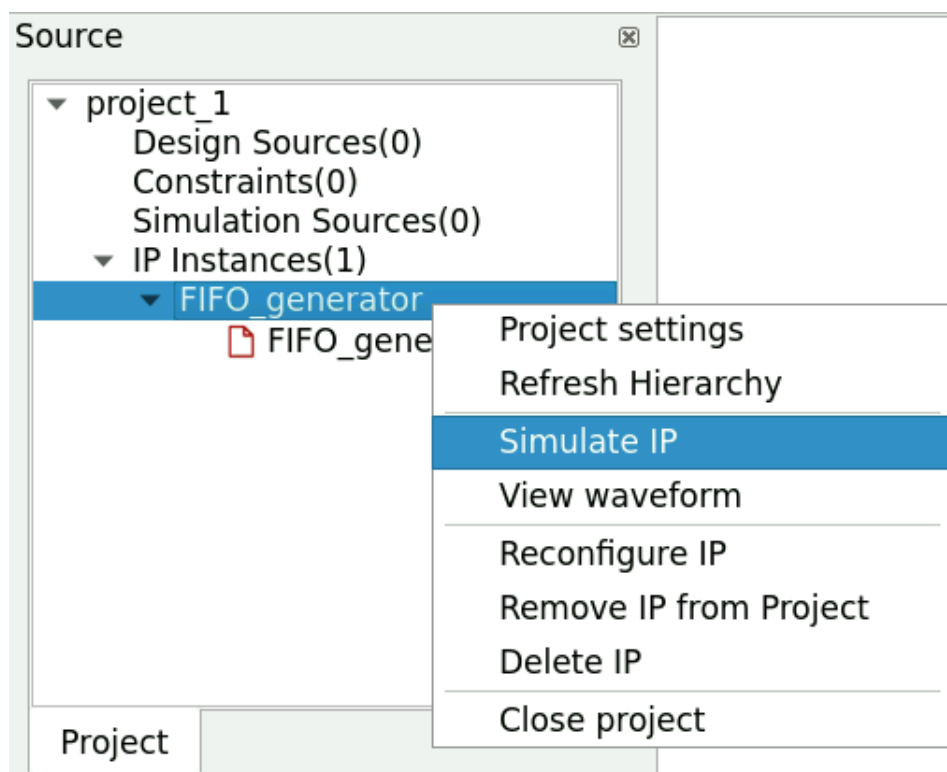 Source
project_1
Design Sources(0)
Constraints(0)
Simulation Sources(0)
IP Instances(1)
FIFO_generator
FIFO_gene
Project settings
Refresh Hierarchy
Simulate IP
View waveform
Reconfigure IP
Remove IP from Project
Delete IP
Close project
Project